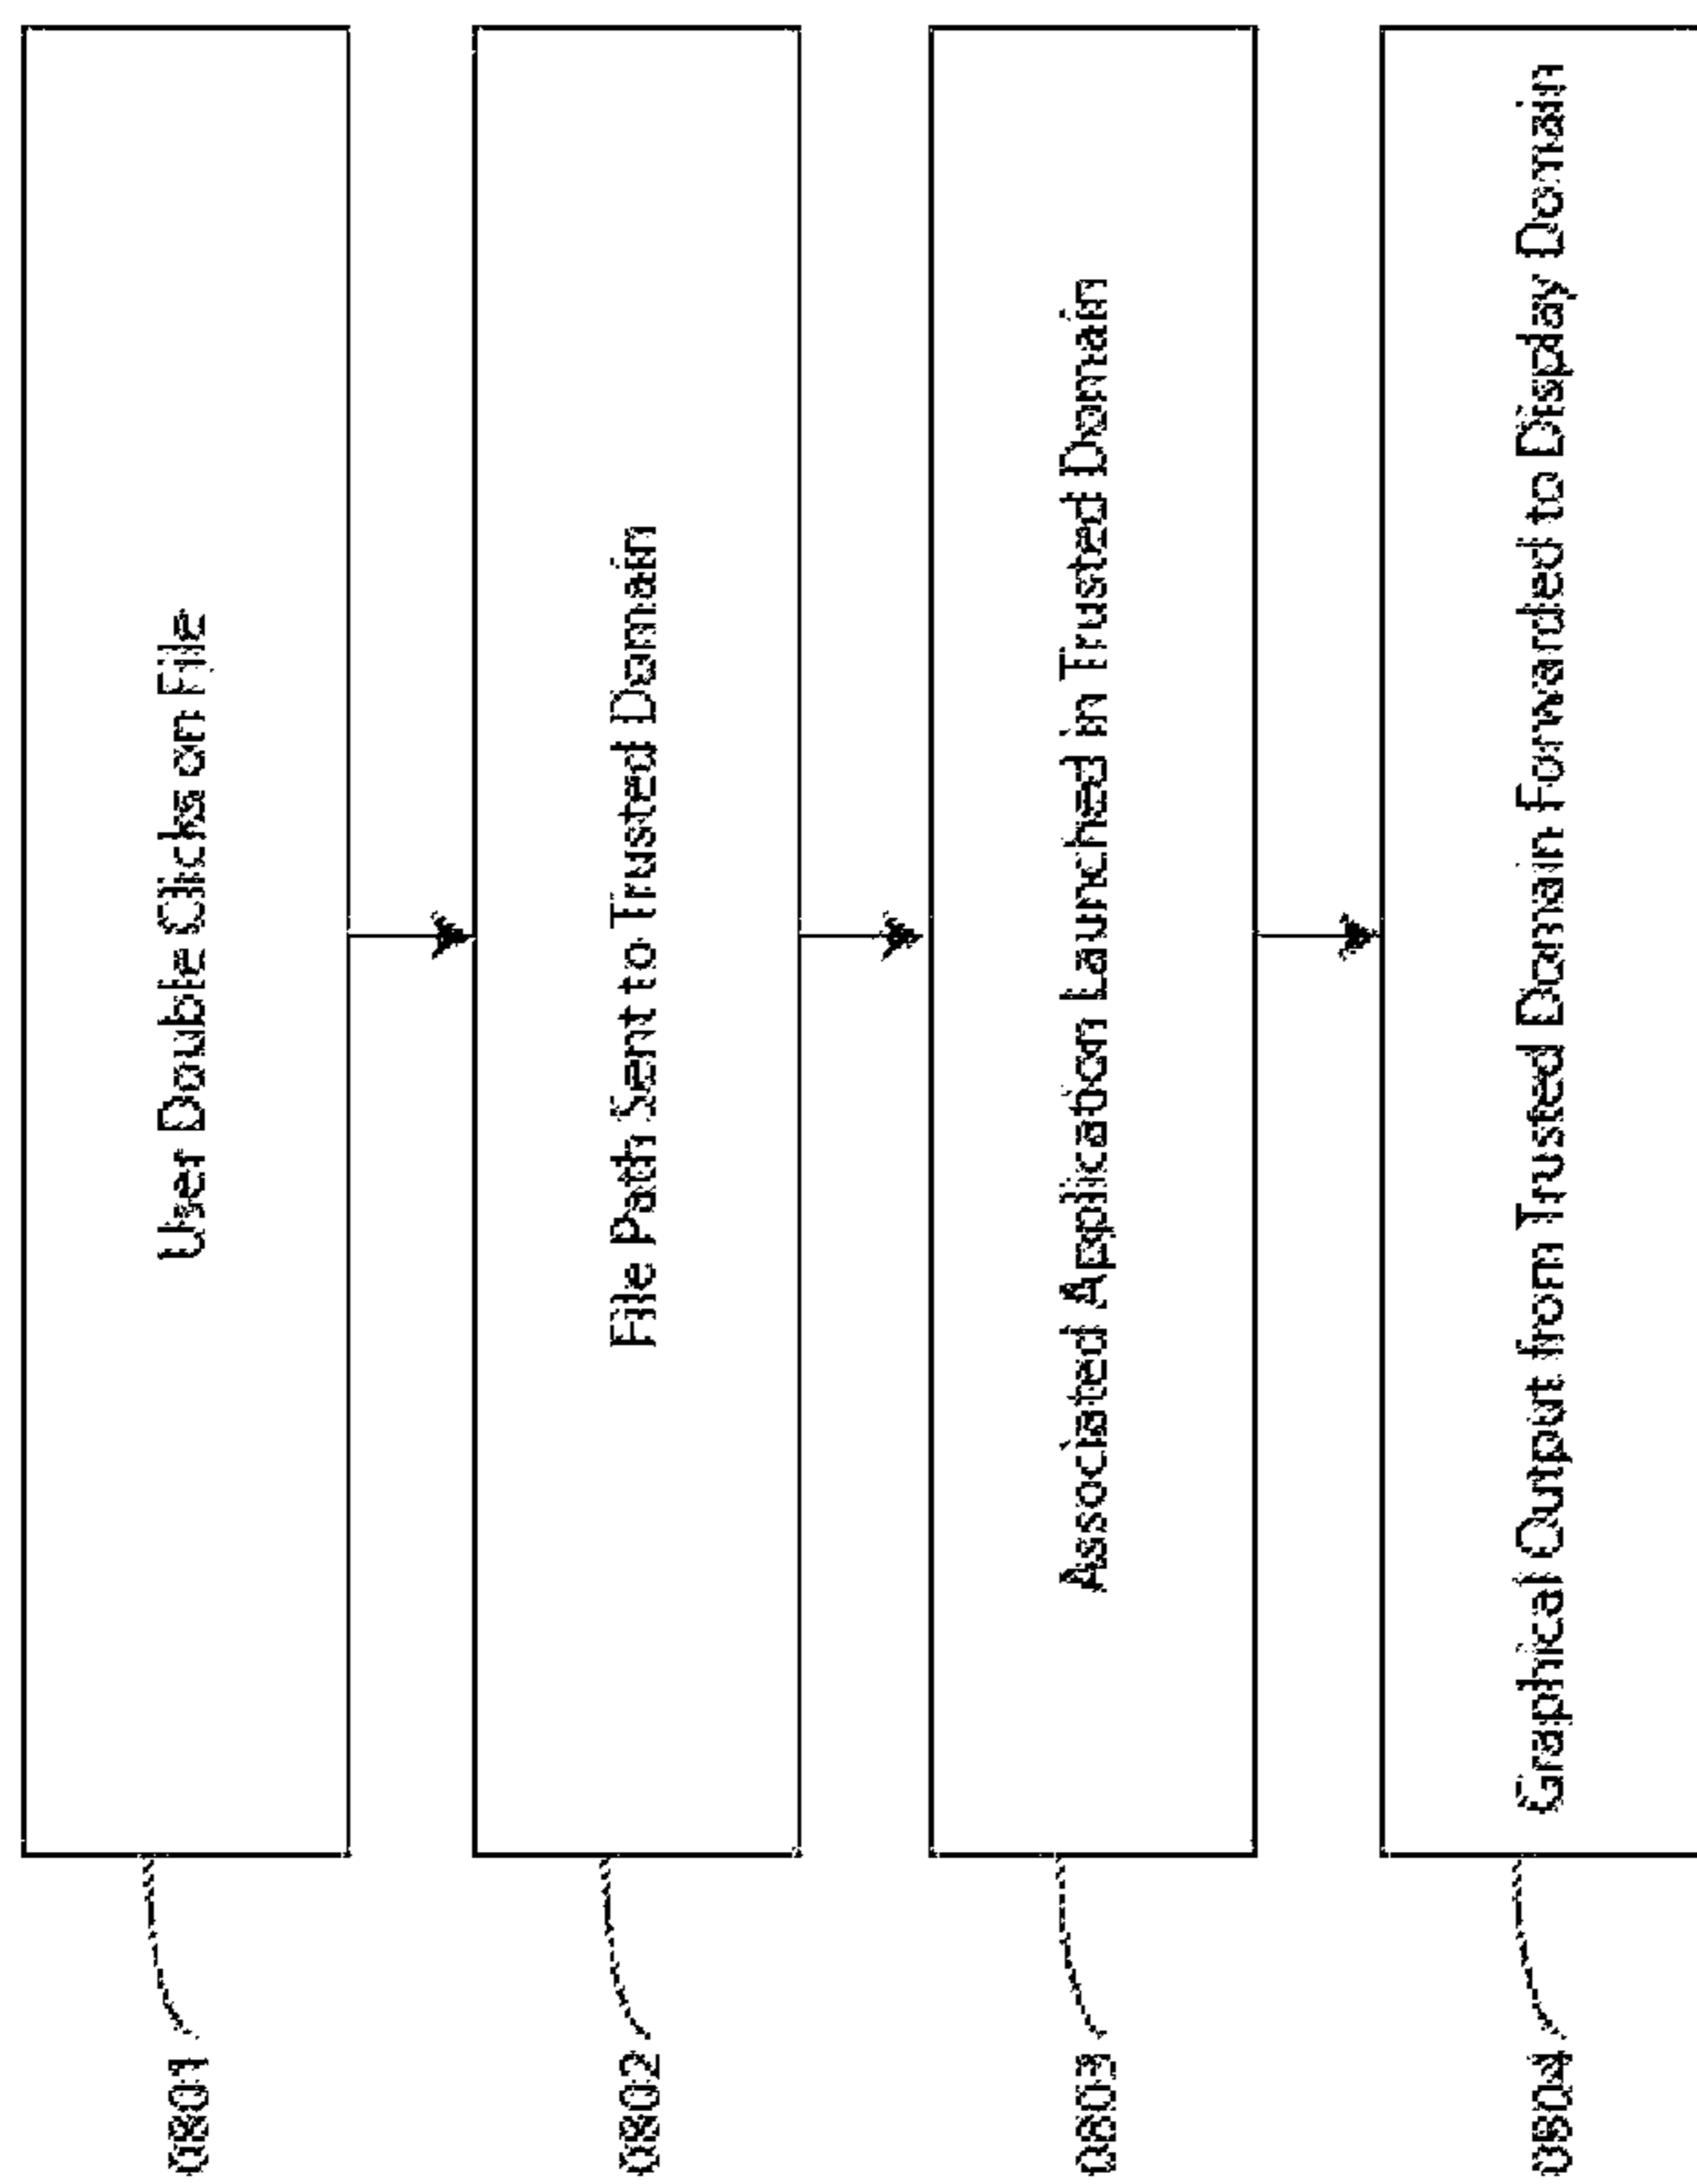 0801
User Double Clicks on File
0802
File Path Sent to Trusted Domain
0803
Associated Application Launched in Trusted Domain
0804
Graphical Output from Trusted Domain Forwarded to Display Domain